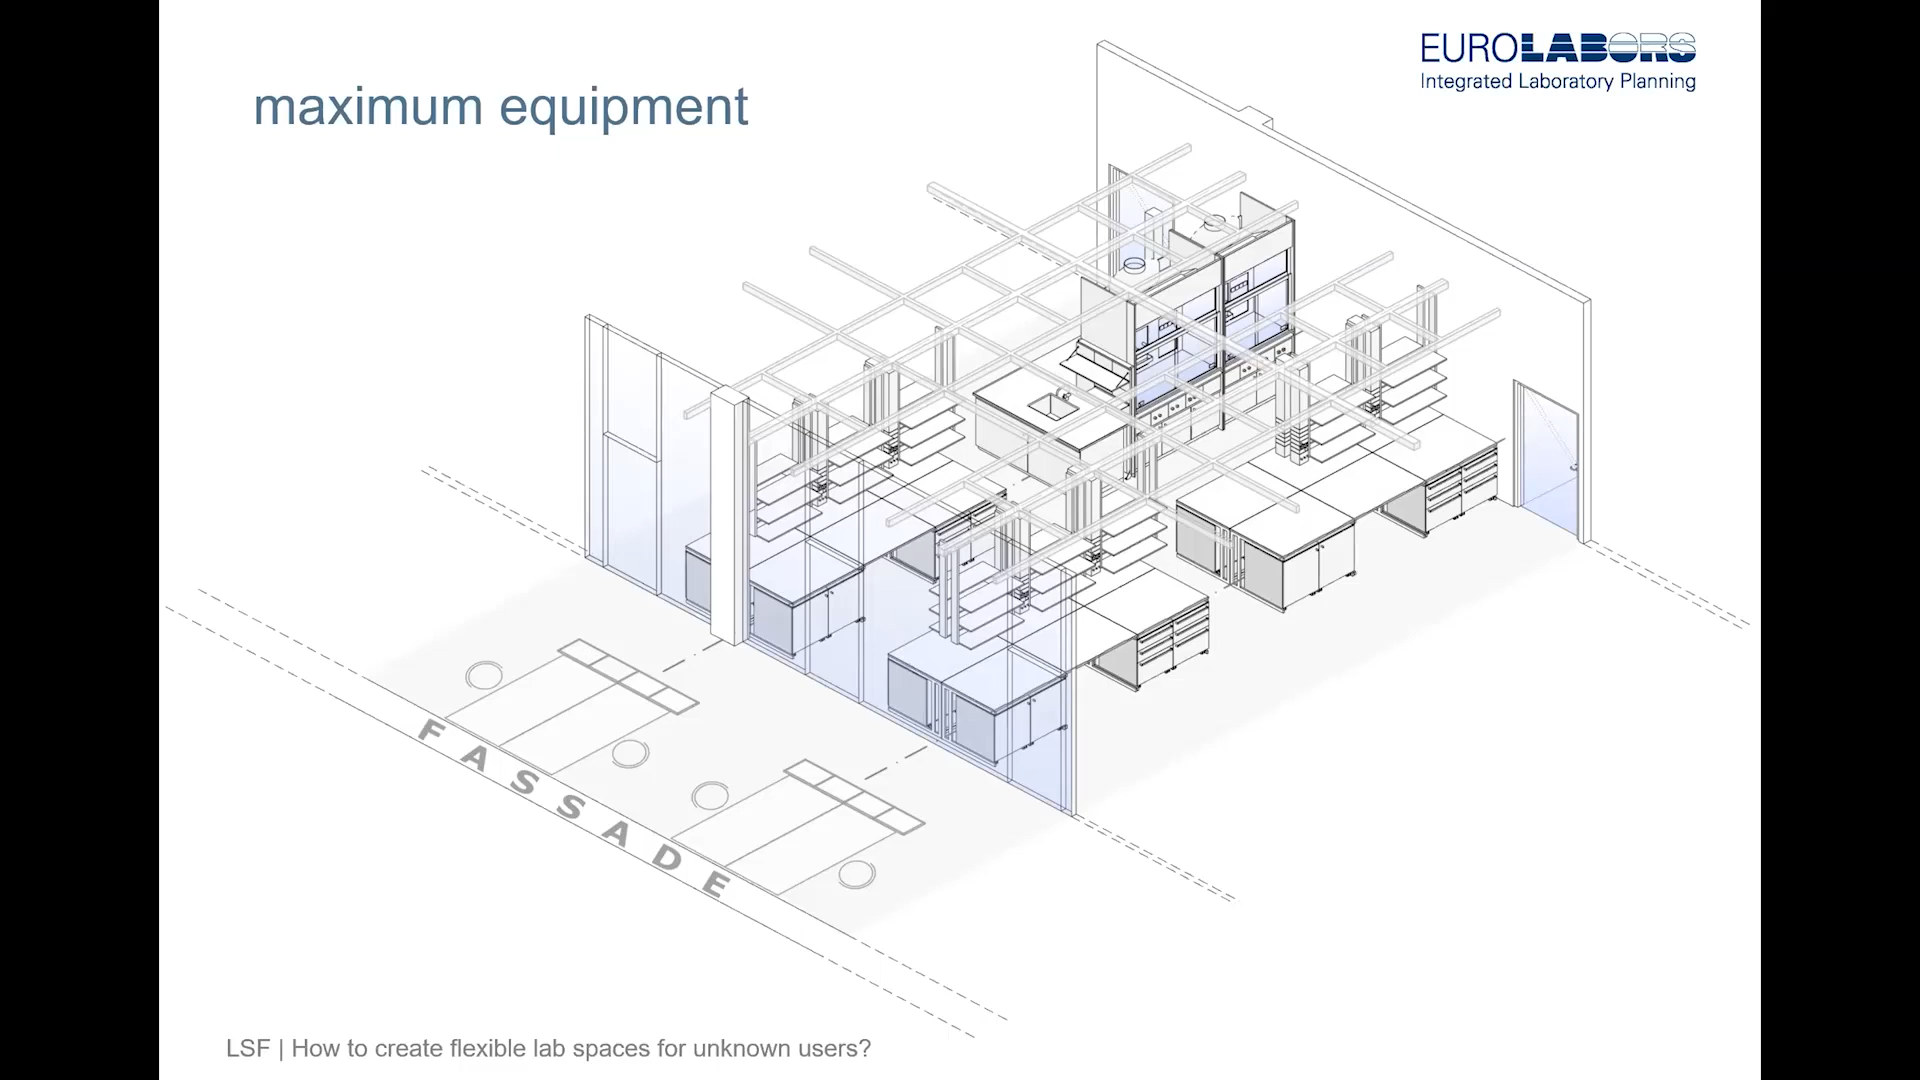 EUROLABORS
Integrated Laboratory Planning
maximum equipment
FASSADE
LSF | How to create flexible lab spaces for unknown users?